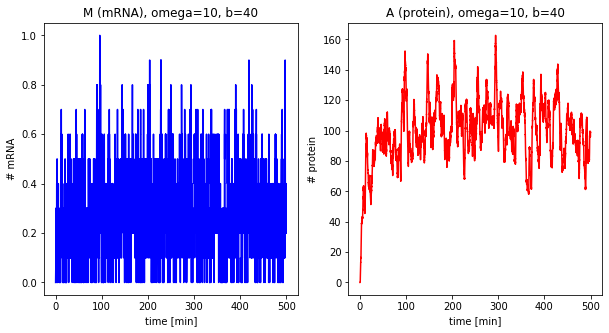 M (mRNA), omega=10, b=40
# mRNA
1.0
0.8
0.6
0.4
0.2
0.0
0 100 200 300 400 500
time [min]
A (protein), omega=10, b=40
# protein
160
140
120
100
80
60
40
20
0
0 100 200 300 400 500
time [min]